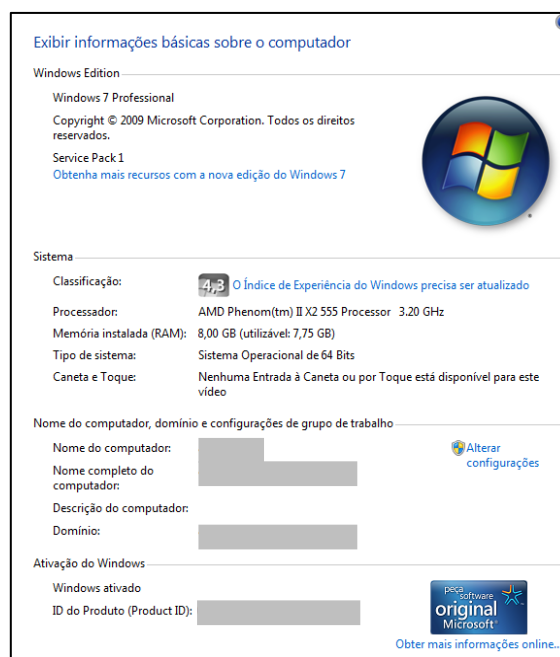 Exibir informações básicas sobre o computador
Windows Edition
Windows 7 Professional
Copyright © 2009 Microsoft Corporation. Todos os direitos
reservados.
Service Pack 1
Obtenha mais recursos com a nova edição do Windows 7
Sistema
Classificação:
4,3 O Índice de Experiência do Windows precisa ser atualizado
Processador: AMD Phenom(tm) II X2 555 Processor 3.20 GHz
Memória instalada (RAM): 8,00 GB (utilizável: 7,75 GB)
Tipo de sistema: Sistema Operacional de 64 Bits
Caneta e Toque: Nenhuma Entrada à Caneta ou por Toque está disponível para este
vídeo
Nome do computador, domínio e configurações de grupo de trabalho
Nome do computador:
Alterar
configurações
Nome completo do
computador:
Descrição do computador:
Domínio:
Ativação do Windows
Windows ativado
ID do Produto (Product ID):
peça
software
original
Microsoft®
Obter mais informações online...